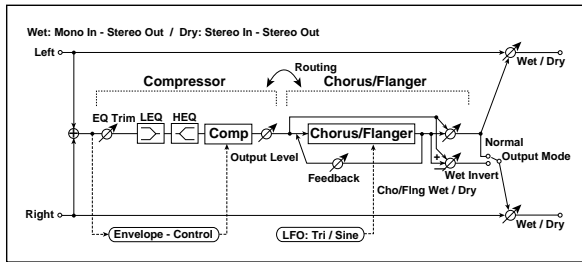 Wet: Mono In - Stereo Out / Dry: Stereo In - Stereo Out
Left
Wet / Dry
Routing
Compressor
Chorus/Flanger
EQ Trim
LEQ
HEQ
Comp
Output Level
Chorus/Flanger
Feedback
+
−
Normal
Output Mode
Wet Invert
Cho/Flng Wet / Dry
Right
Envelope - Control
LFO: Tri / Sine
Wet / Dry